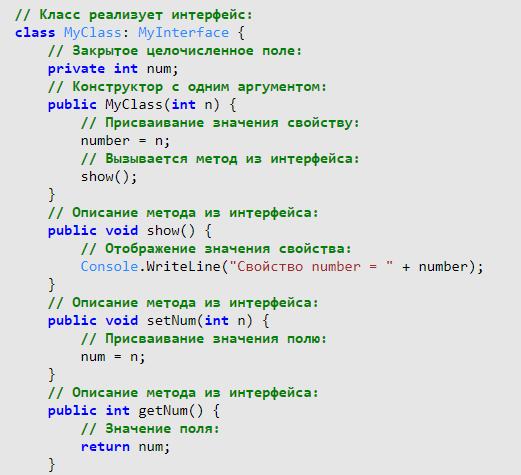 // Класс реализует интерфейс:
class MyClass: MyInterface {
// Закрытое целочисленное поле:
private int num;
// Конструктор с одним аргументом:
public MyClass(int n) {
// Присваивание значения свойству:
number = n;
// Вызывается метод из интерфейса:
show();
}
// Описание метода из интерфейса:
public void show() {
// Отображение значения свойства:
Console.WriteLine("Свойство number = " + number);
}
// Описание метода из интерфейса:
public void setNum(int n) {
// Присваивание значения полю:
num = n;
}
// Описание метода из интерфейса:
public int getNum() {
// Значение поля:
return num;
}